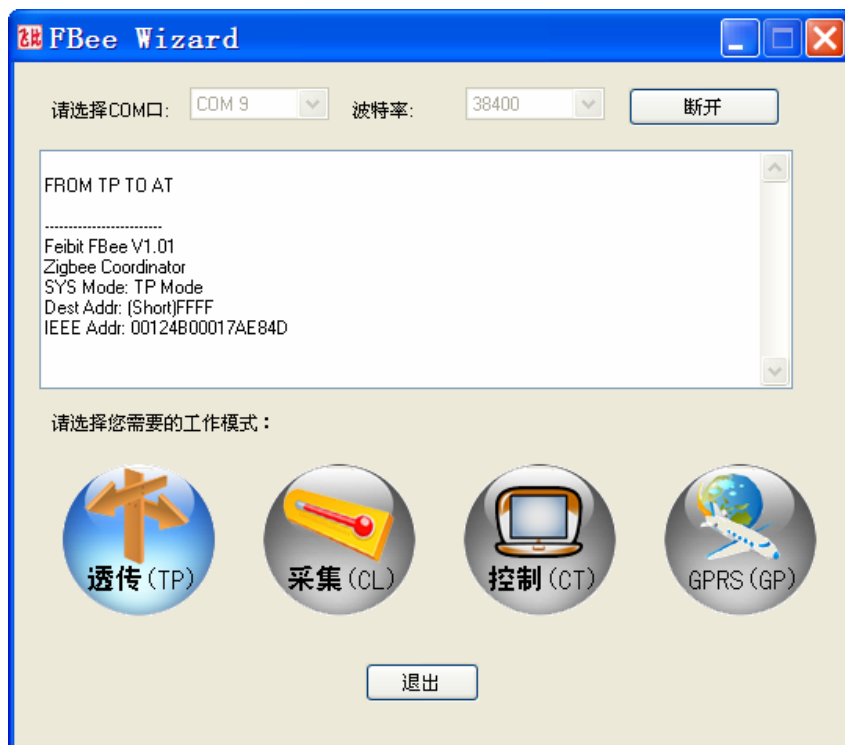 飞比 FBee Wizard
请选择COM口: COM 9 波特率: 38400 断开
FROM TP TO AT
-------------------------
Feibit FBee V1.01
Zigbee Coordinator
SYS Mode: TP Mode
Dest Addr: (Short)FFFF
IEEE Addr: 00124B00017AE84D
请选择您需要的工作模式：
透传(TP) 采集(CL) 控制(CT) GPRS(GP)
退出